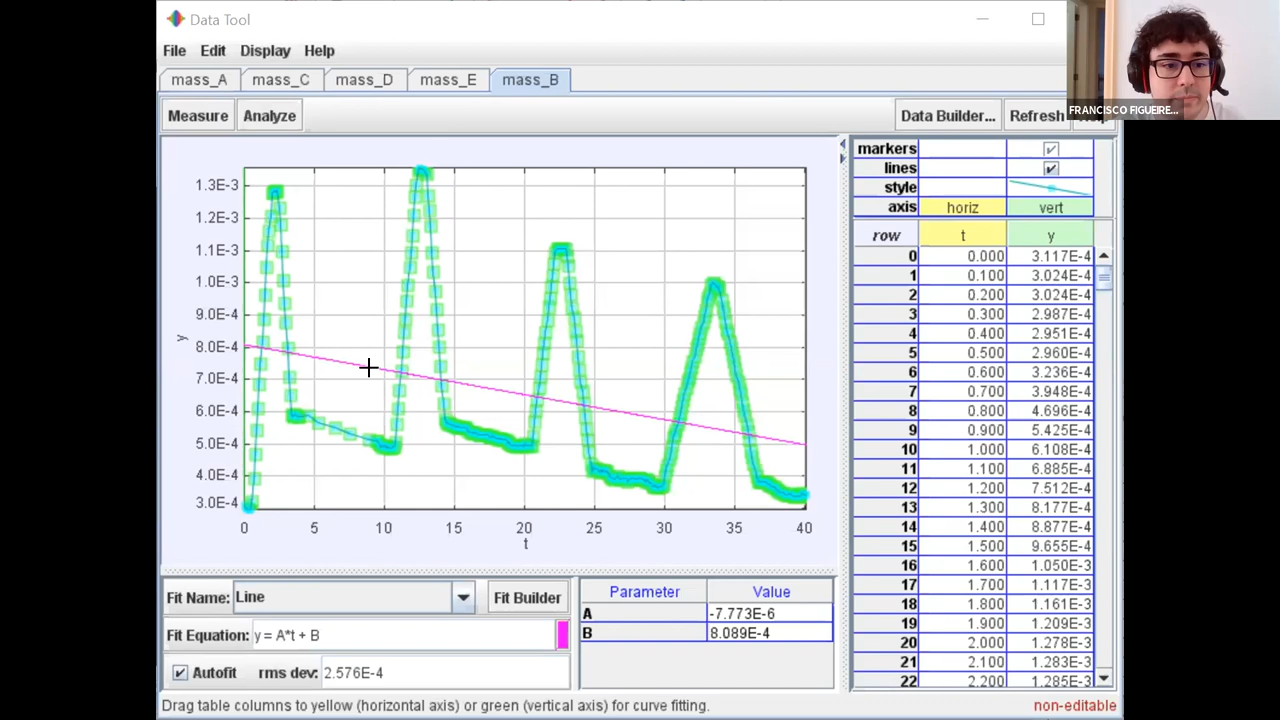 Data Tool
File Edit Display Help
mass_A mass_C mass_D mass_E mass_B
Measure Analyze Data Builder... Refresh
FRANCISCO FIGUEIRE...
markers
lines
style
axis horiz vert
row t y
0 0.000 3.117E-4
1 0.100 3.024E-4
2 0.200 3.024E-4
3 0.300 2.987E-4
4 0.400 2.951E-4
5 0.500 2.960E-4
6 0.600 3.236E-4
7 0.700 3.948E-4
8 0.800 4.696E-4
9 0.900 5.425E-4
10 1.000 6.108E-4
11 1.100 6.885E-4
12 1.200 7.512E-4
13 1.300 8.177E-4
14 1.400 8.877E-4
15 1.500 9.655E-4
16 1.600 1.050E-3
17 1.700 1.117E-3
18 1.800 1.161E-3
19 1.900 1.209E-3
20 2.000 1.278E-3
21 2.100 1.283E-3
22 2.200 1.285E-3
1.3E-3
1.2E-3
1.1E-3
1.0E-3
9.0E-4
8.0E-4
7.0E-4
6.0E-4
5.0E-4
4.0E-4
3.0E-4
y
0 5 10 15 20 25 30 35 40
t
Fit Name: Line Fit Builder
Fit Equation: y = A*t + B
Autofit rms dev: 2.576E-4
Parameter Value
A -7.773E-6
B 8.089E-4
Drag table columns to yellow (horizontal axis) or green (vertical axis) for curve fitting. non-editable